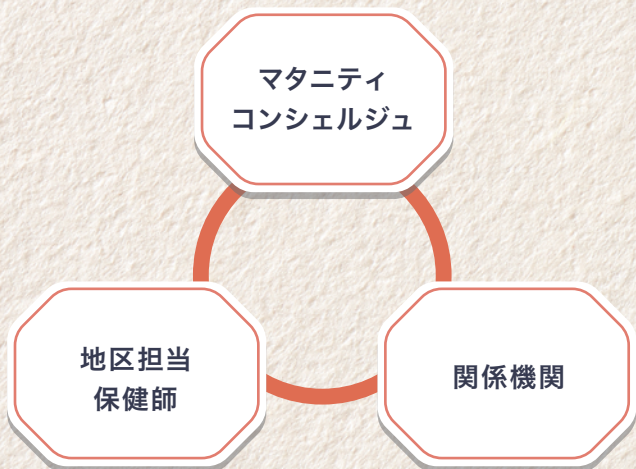 マタニティ
コンシェルジュ
地区担当
保健師
関係機関